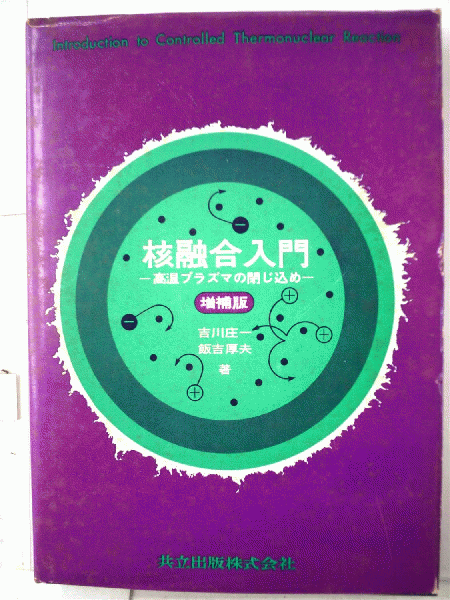 Introduction to Controlled Thermonuclear Reaction
核融合入門
—高温プラズマの閉じ込め—
増補版
吉川庄一
飯吉厚夫
著
共立出版株式会社